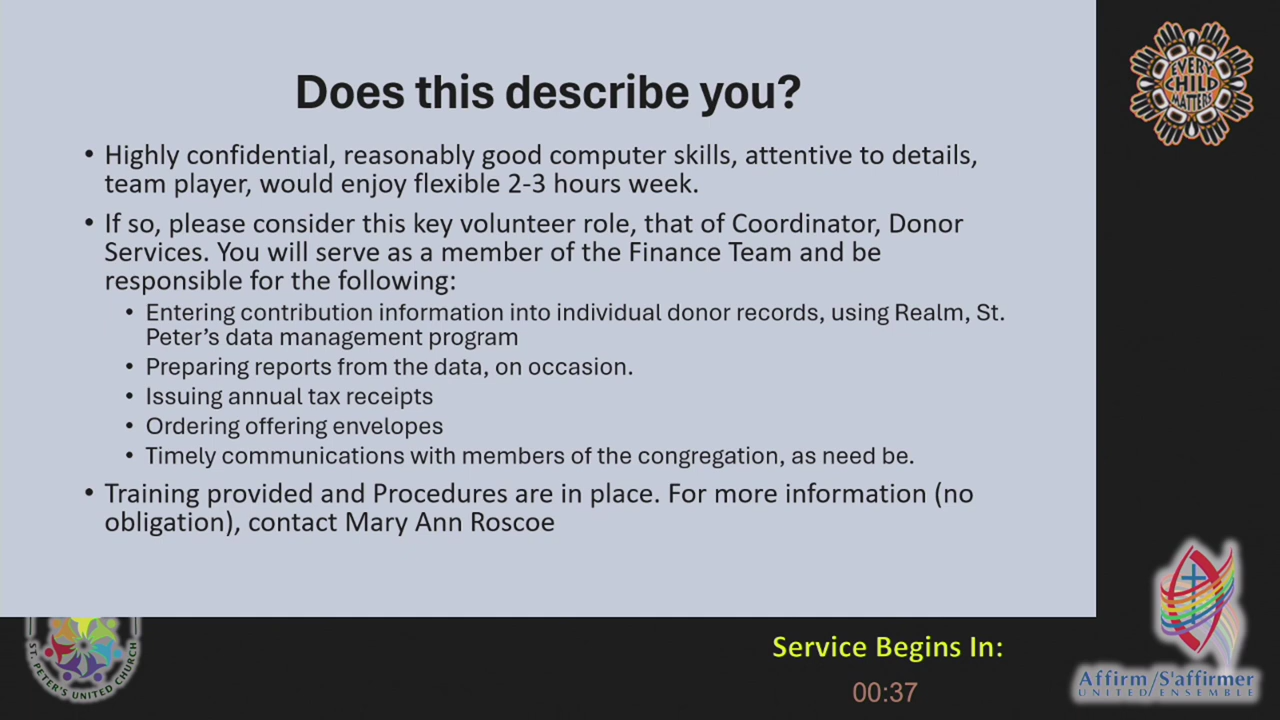 Does this describe you?
• Highly confidential, reasonably good computer skills, attentive to details,
team player, would enjoy flexible 2-3 hours week.
• If so, please consider this key volunteer role, that of Coordinator, Donor
Services. You will serve as a member of the Finance Team and be
responsible for the following:
• Entering contribution information into individual donor records, using Realm, St.
Peter’s data management program
• Preparing reports from the data, on occasion.
• Issuing annual tax receipts
• Ordering offering envelopes
• Timely communications with members of the congregation, as need be.
• Training provided and Procedures are in place. For more information (no
obligation), contact Mary Ann Roscoe
EVERY
CHILD
MATTERS
ST. PETER'S UNITED CHURCH
Service Begins In:
00:37
Affirm/S'affirmer
UNITED/ENSEMBLE